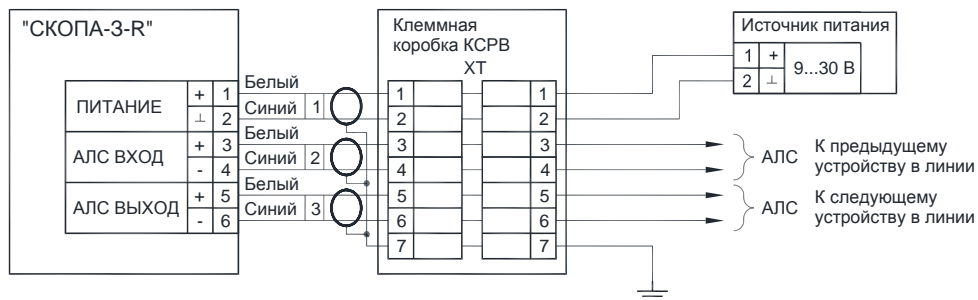 "СКОПА-3-R"
ПИТАНИЕ
+ 1
⊥ 2
АЛС ВХОД
+ 3
- 4
АЛС ВЫХОД
+ 5
- 6
Белый
Синий 1
Белый
Синий 2
Белый
Синий 3
Клеммная
коробка КСРВ
XT
1 1
2 2
3 3
4 4
5 5
6 6
7 7
Источник питания
1 +
2 ⊥
9...30 В
АЛС
К предыдущему
устройству в линии
АЛС
К следующему
устройству в линии